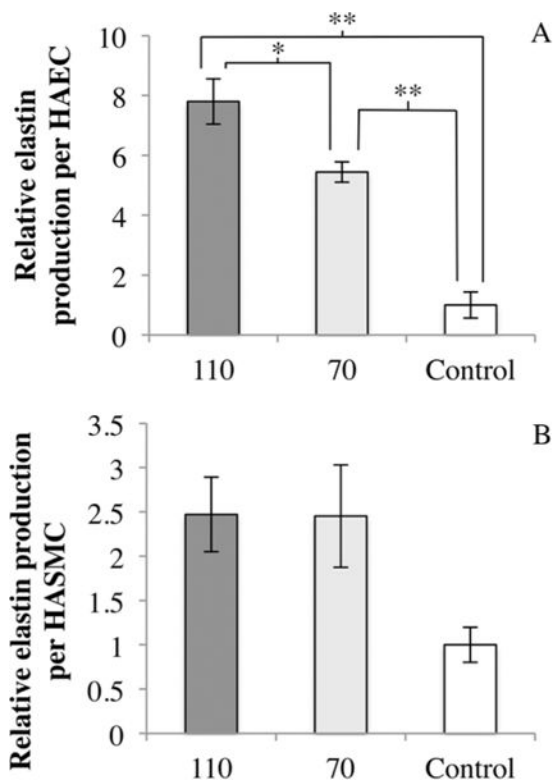 A
**
*
**
Relative elastin
production per HAEC
10
8
6
4
2
0
110 70 Control
B
Relative elastin production
per HASMC
3.5
3
2.5
2
1.5
1
0.5
0
110 70 Control